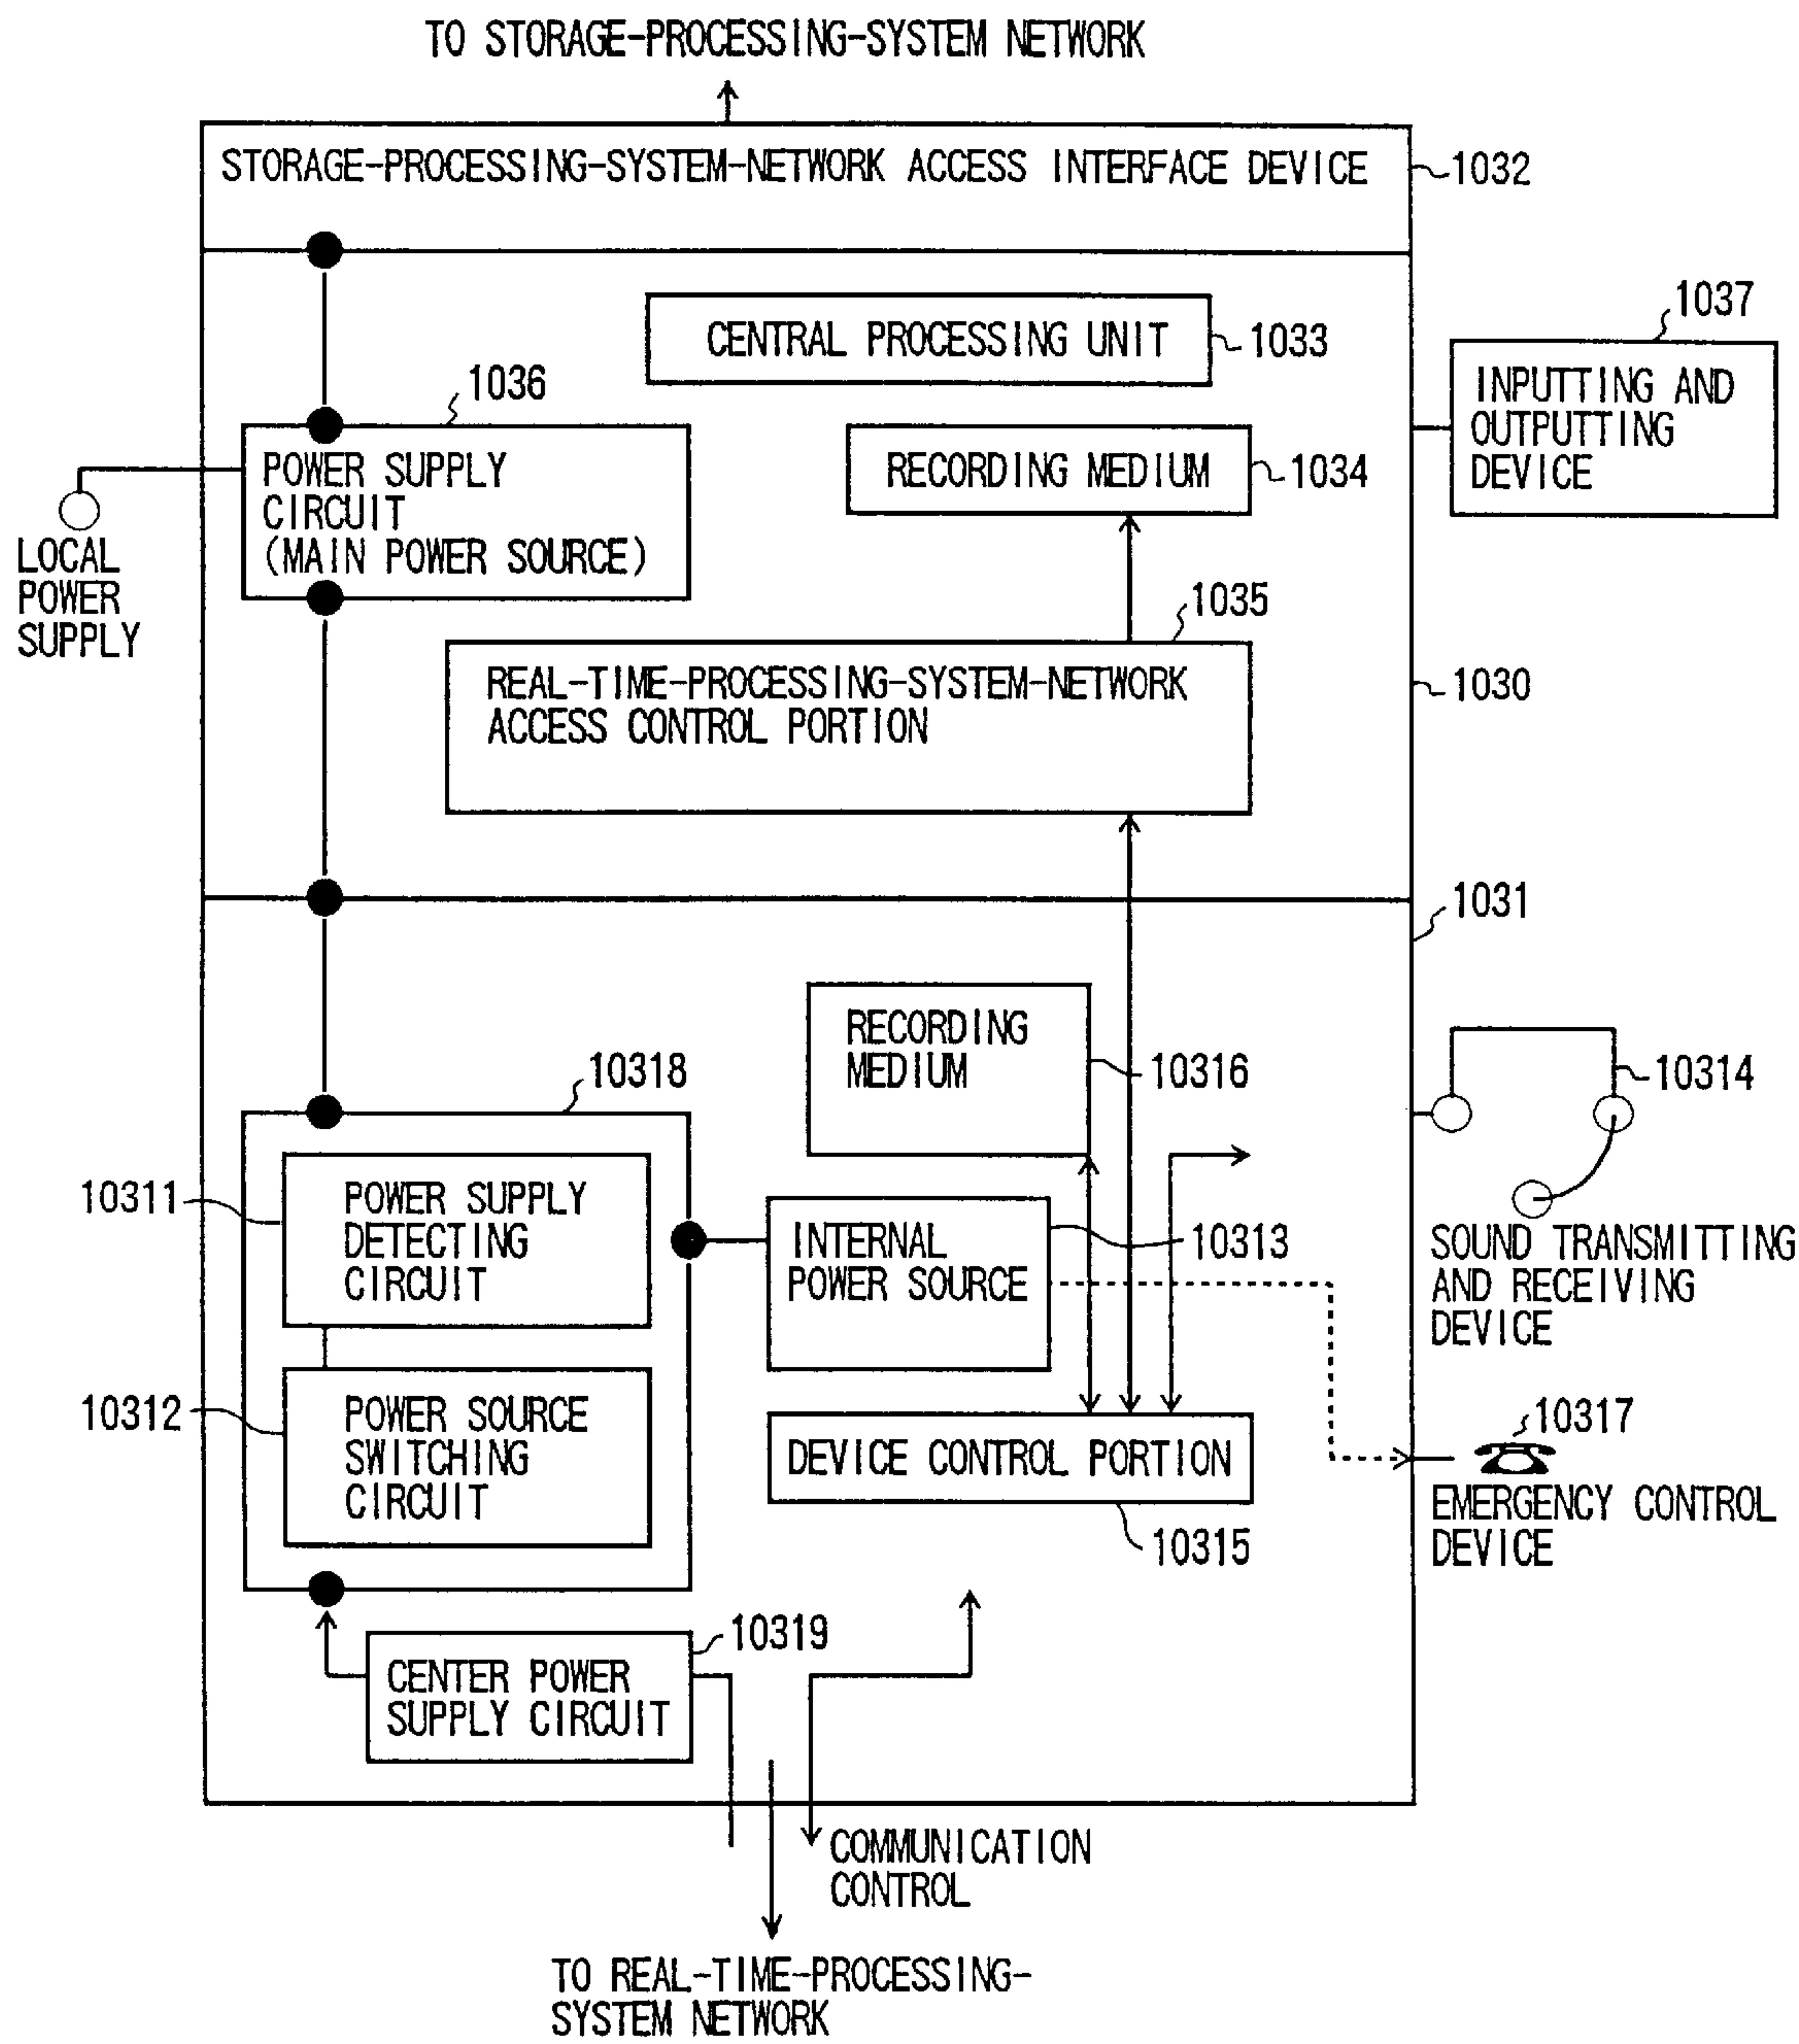 TO STORAGE-PROCESSING-SYSTEM NETWORK
STORAGE-PROCESSING-SYSTEM-NETWORK ACCESS INTERFACE DEVICE
1032
CENTRAL PROCESSING UNIT
1033
1037
INPUTTING AND
OUTPUTTING
DEVICE
1036
POWER SUPPLY
CIRCUIT
(MAIN POWER SOURCE)
RECORDING MEDIUM
1034
LOCAL
POWER
SUPPLY
1035
REAL-TIME-PROCESSING-SYSTEM-NETWORK
ACCESS CONTROL PORTION
1030
1031
RECORDING
MEDIUM
10316
10318
10314
10311
POWER SUPPLY
DETECTING
CIRCUIT
INTERNAL
POWER SOURCE
10313
SOUND TRANSMITTING
AND RECEIVING
DEVICE
10312
POWER SOURCE
SWITCHING
CIRCUIT
DEVICE CONTROL PORTION
10315
10317
EMERGENCY CONTROL
DEVICE
10319
CENTER POWER
SUPPLY CIRCUIT
COMMUNICATION
CONTROL
TO REAL-TIME-PROCESSING-
SYSTEM NETWORK